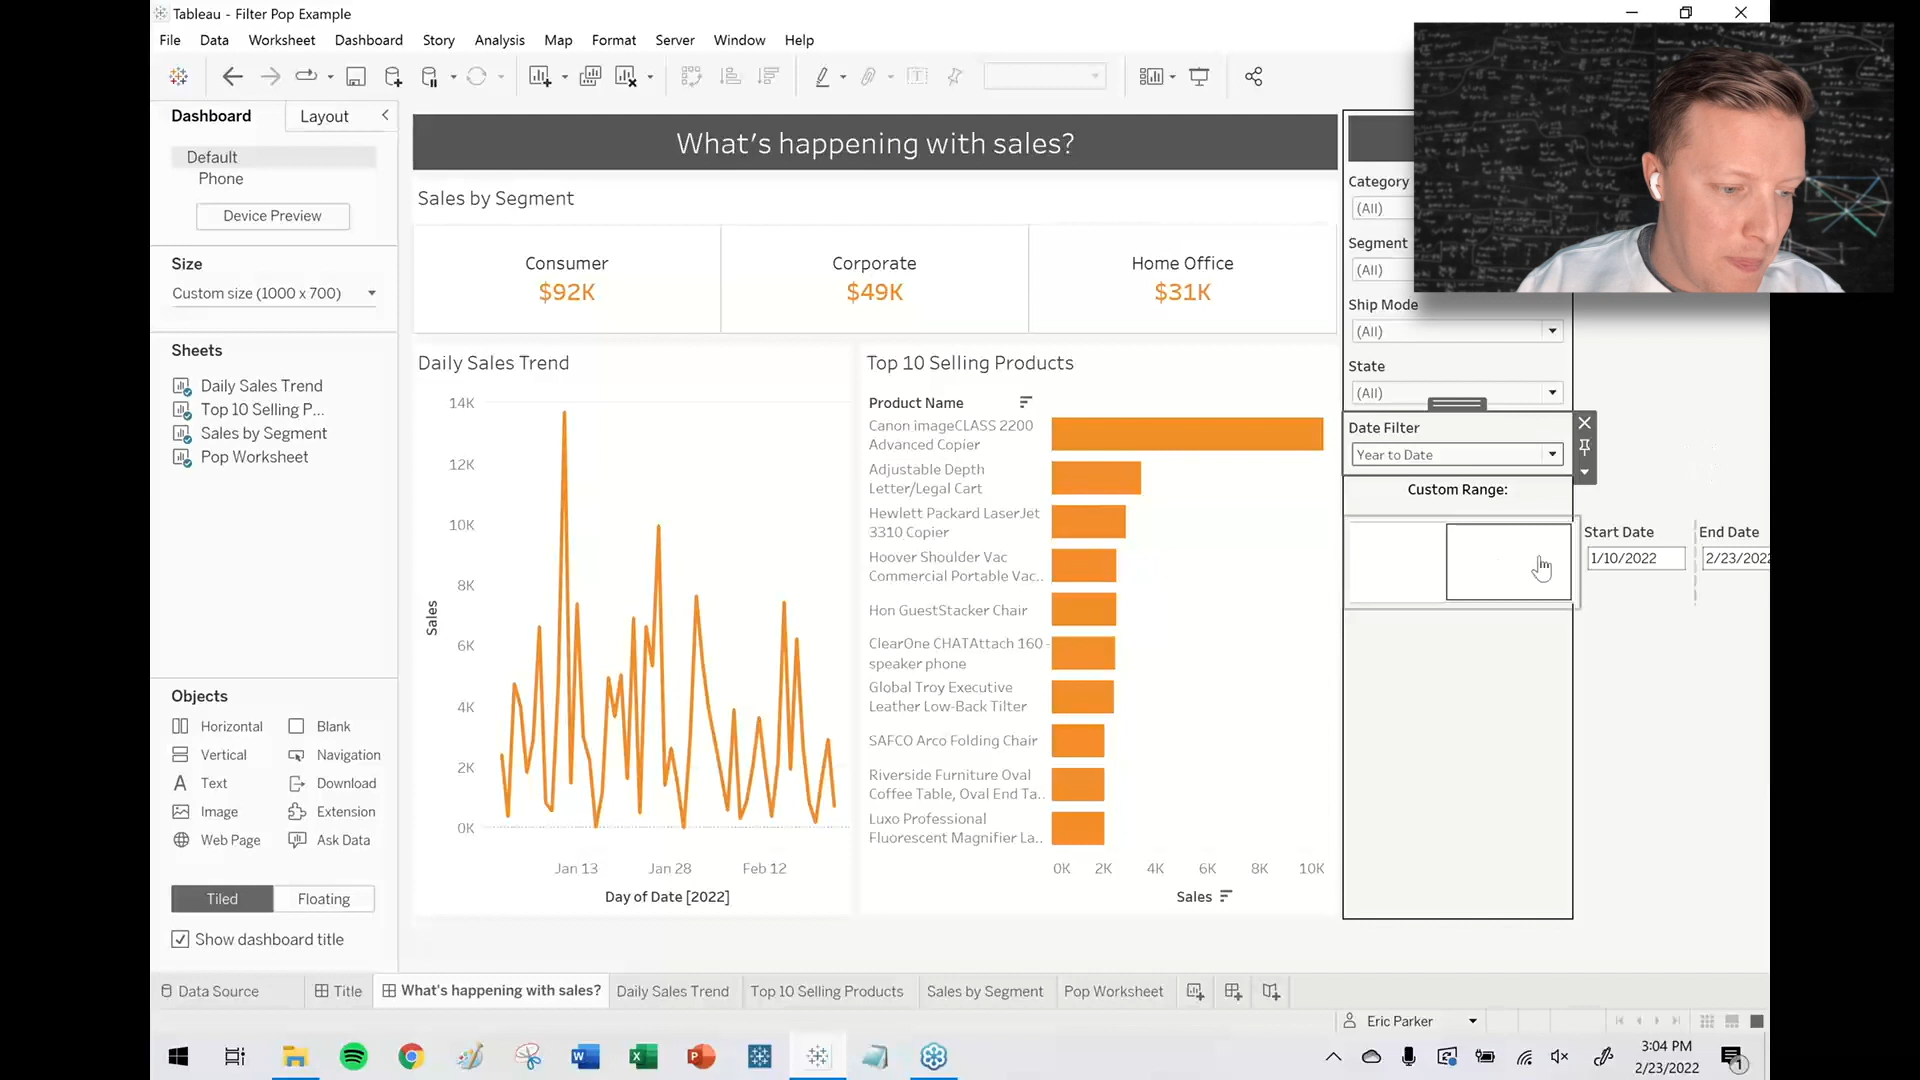 Tableau - Filter Pop Example
File Data Worksheet Dashboard Story Analysis Map Format Server Window Help
Dashboard Layout
Default
Phone
Device Preview
Size
Custom size (1000 x 700)
Sheets
Daily Sales Trend
Top 10 Selling P...
Sales by Segment
Pop Worksheet
Objects
Horizontal Blank
Vertical Navigation
Text Download
Image Extension
Web Page Ask Data
Tiled Floating
Show dashboard title
What's happening with sales?
Sales by Segment
Consumer Corporate Home Office
$92K $49K $31K
Daily Sales Trend
14K
12K
10K
8K
6K
4K
2K
0K
Sales
Jan 13 Jan 28 Feb 12
Day of Date [2022]
Top 10 Selling Products
Product Name
Canon imageCLASS 2200
Advanced Copier
Adjustable Depth
Letter/Legal Cart
Hewlett Packard LaserJet
3310 Copier
Hoover Shoulder Vac
Commercial Portable Vac..
Hon GuestStacker Chair
ClearOne CHATAttach 160 -
speaker phone
Global Troy Executive
Leather Low-Back Tilter
SAFCO Arco Folding Chair
Riverside Furniture Oval
Coffee Table, Oval End Ta..
Luxo Professional
Fluorescent Magnifier La..
0K 2K 4K 6K 8K 10K
Sales
Category
(All)
Segment
(All)
Ship Mode
(All)
State
(All)
Date Filter
Year to Date
Custom Range:
Start Date End Date
1/10/2022 2/23/2022
Data Source Title What's happening with sales? Daily Sales Trend Top 10 Selling Products Sales by Segment Pop Worksheet
Eric Parker
3:04 PM
2/23/2022
1